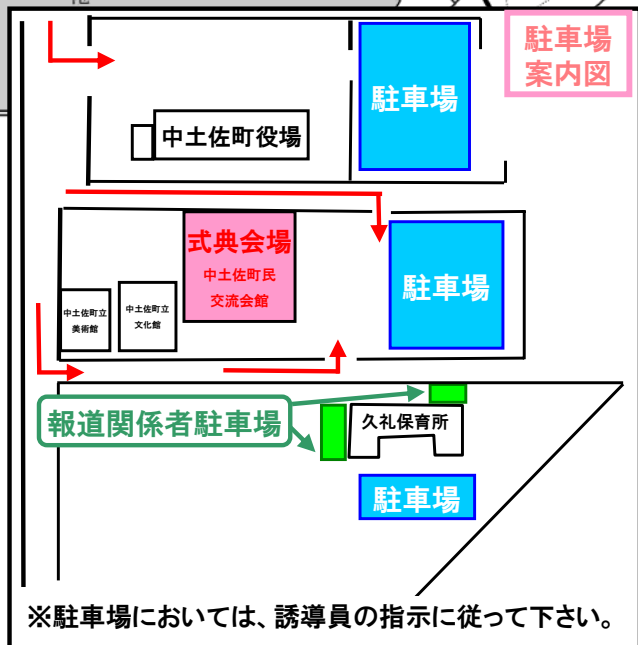 駐車場
案内図
駐車場
中土佐町役場
式典会場
中土佐町民
交流会館
駐車場
中土佐町立
美術館
中土佐町立
文化館
報道関係者駐車場
久礼保育所
駐車場
※駐車場においては、誘導員の指示に従って下さい。